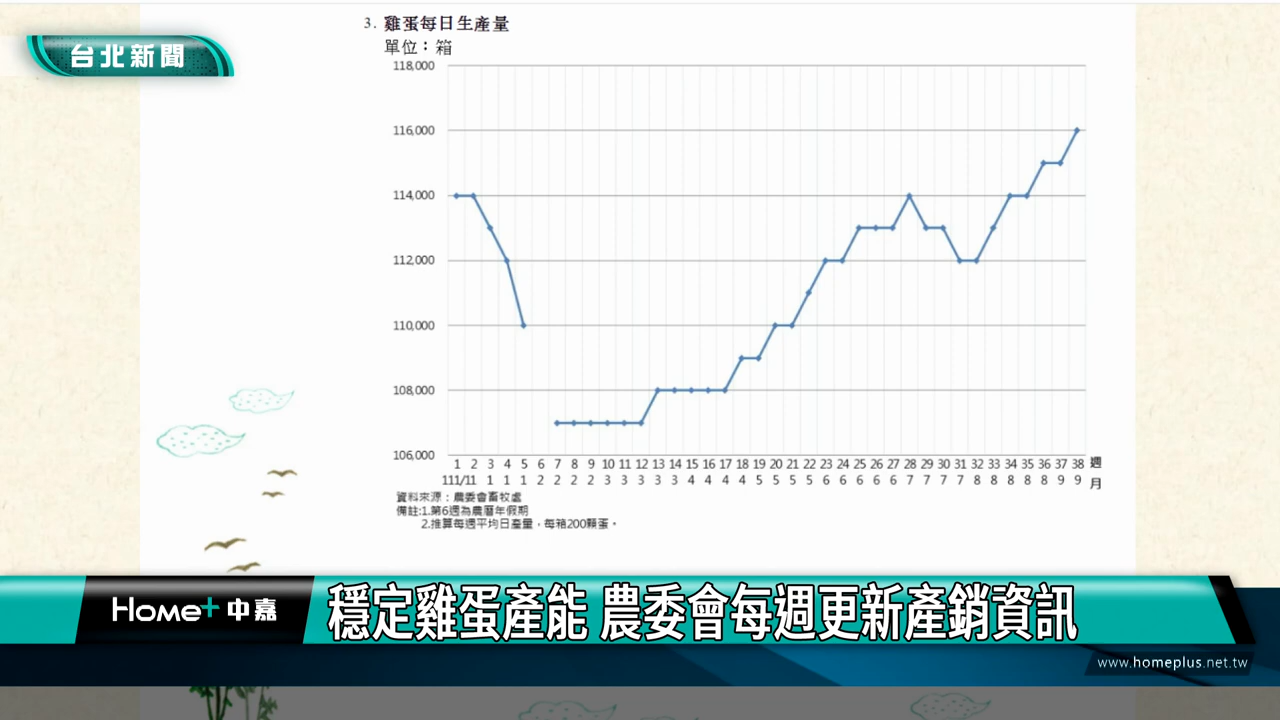 3. 雞蛋每日生產量
台北新聞
單位：箱
118,000
116,000
114,000
112,000
110,000
108,000
106,000
1 2 3 4 5 6 7 8 9 10 11 12 13 14 15 16 17 18 19 20 21 22 23 24 25 26 27 28 29 30 31 32 33 34 35 36 37 38 週
111/1 1 1 1 1 2 2 2 2 3 3 3 3 3 4 4 4 4 5 5 5 5 6 6 6 6 6 7 7 7 7 8 8 8 8 8 9 9 月
資料來源：農委會畜牧處
備註:1.第6週為農曆年假期
2.推算每週平均日產量，每箱200顆蛋。
Home+中嘉
穩定雞蛋產能 農委會每週更新產銷資訊
www.homeplus.net.tw